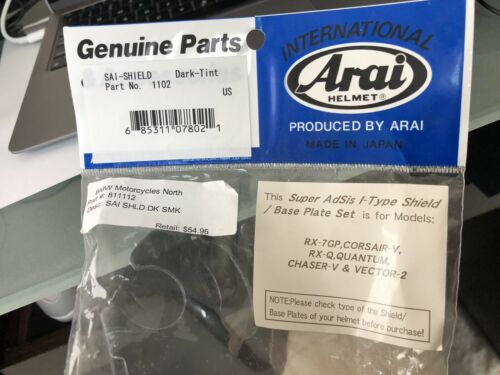 Genuine Parts
SAI-SHIELD Dark-Tint
Part No. 1102
US
6 85311 07802 1
INTERNATIONAL
Arai
HELMET®
PRODUCED BY ARAI
MADE IN JAPAN
BMW Motorcycles North
Part #: 811112
Desc: SAI SHLD DK SMK
Retail: $54.95
This Super AdSis I-Type Shield
/ Base Plate Set is for Models:
RX-7GP,CORSAIR-V,
RX-Q,QUANTUM,
CHASER-V & VECTOR-2
NOTE:Please check type of the Shield/
Base Plates of your helmet before purchase!